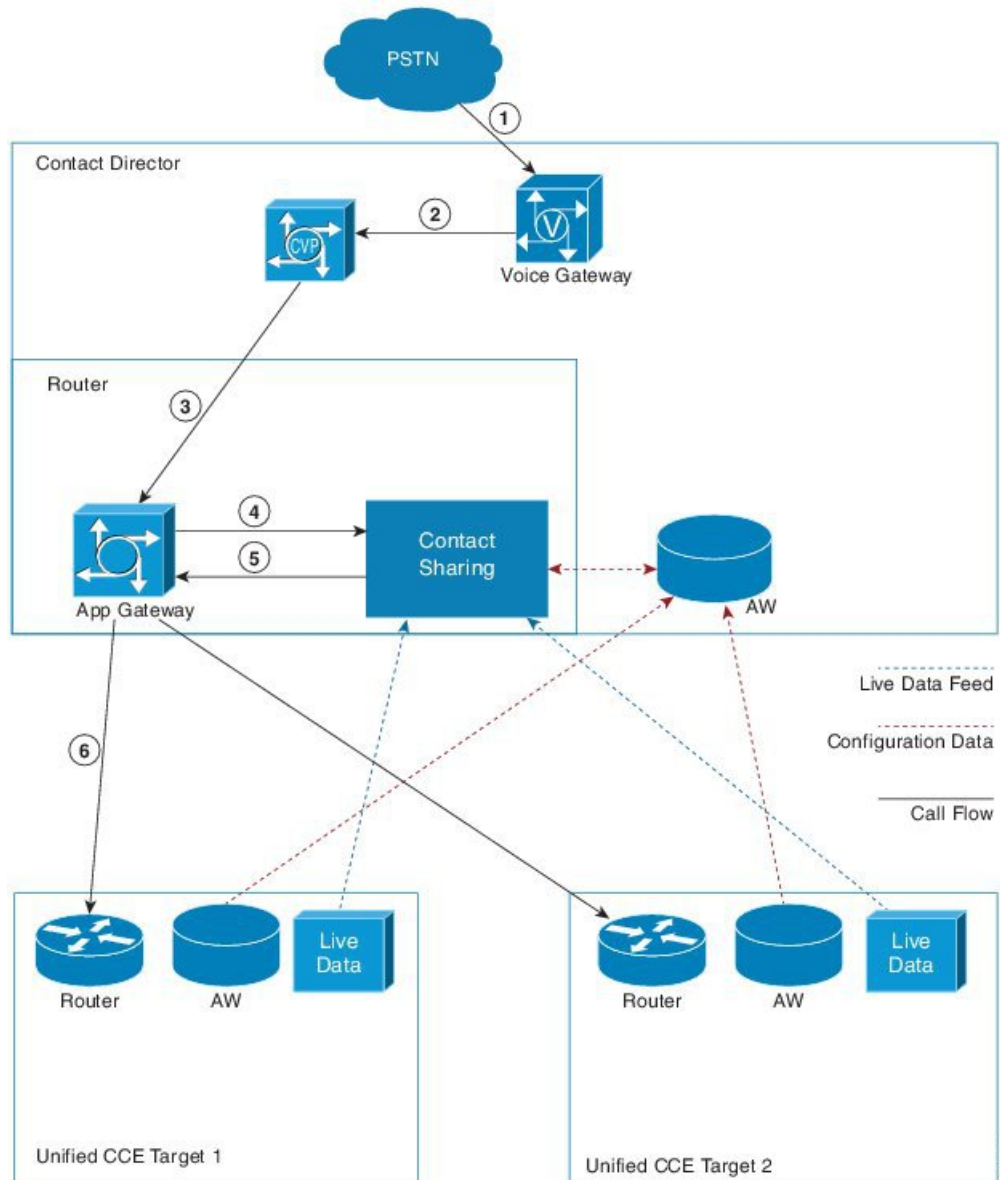 PSTN
1
Contact Director
2
CVP
V
Voice Gateway
Router
3
4
5
Contact
Sharing
App Gateway
AW
Live Data Feed
Configuration Data
6
Call Flow
Router
AW
Live
Data
Router
AW
Live
Data
Unified CCE Target 1
Unified CCE Target 2